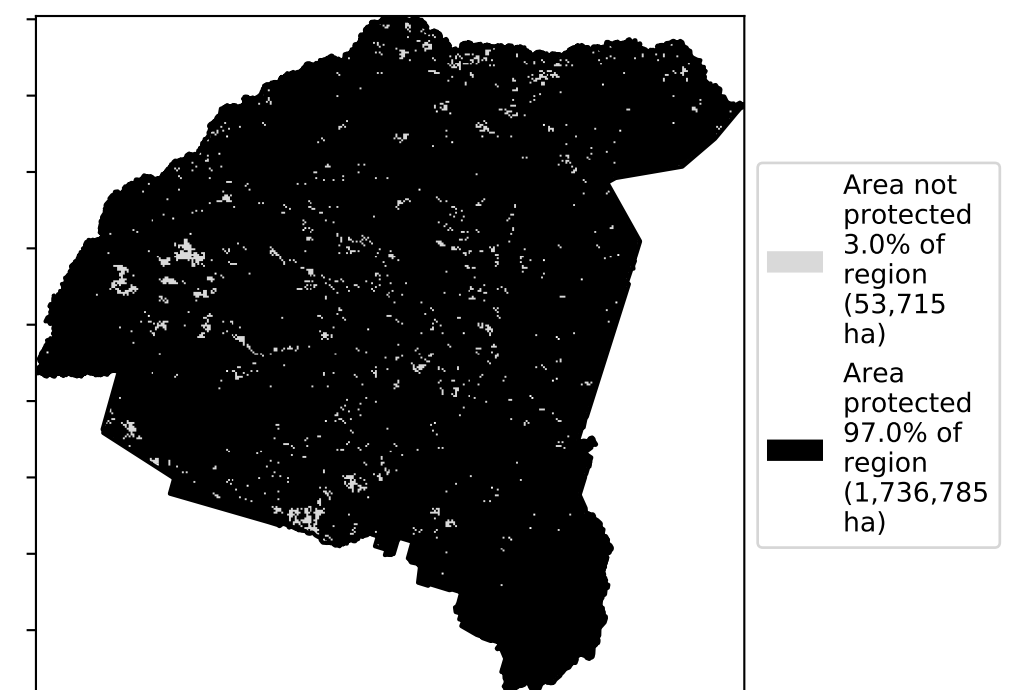 Area not
protected
3.0% of
region
(53,715
ha)
Area
protected
97.0% of
region
(1,736,785
ha)